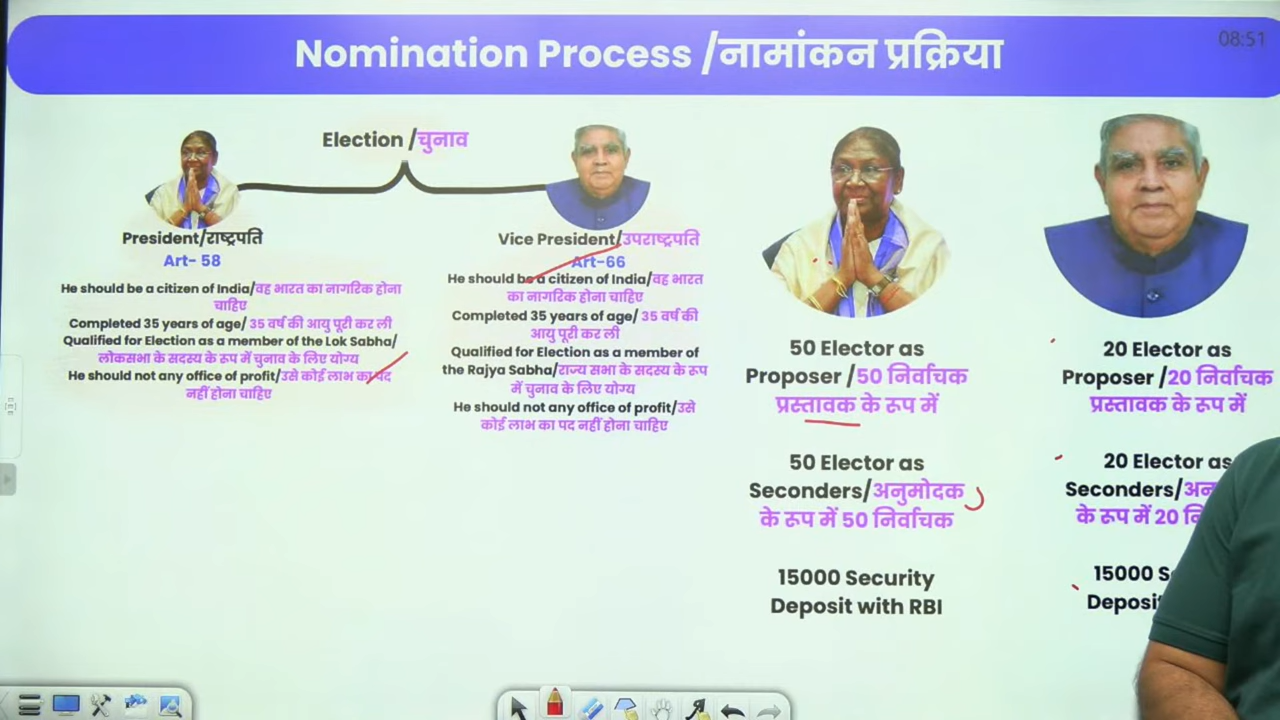 Nomination Process /नामांकन प्रक्रिया
08:51
Election /चुनाव
President/राष्ट्रपति
Art- 58
He should be a citizen of India/वह भारत का नागरिक होना
चाहिए
Completed 35 years of age/ 35 वर्ष की आयु पूरी कर ली
Qualified for Election as a member of the Lok Sabha/
लोकसभा के सदस्य के रूप में चुनाव के लिए योग्य
He should not any office of profit/उसे कोई लाभ का पद
नहीं होना चाहिए
Vice President/उपराष्ट्रपति
Art-66
He should be a citizen of India/वह भारत
का नागरिक होना चाहिए
Completed 35 years of age/ 35 वर्ष की
आयु पूरी कर ली
Qualified for Election as a member of
the Rajya Sabha/राज्य सभा के सदस्य के रूप
में चुनाव के लिए योग्य
He should not any office of profit/उसे
कोई लाभ का पद नहीं होना चाहिए
50 Elector as
Proposer /50 निर्वाचक
प्रस्तावक के रूप में
50 Elector as
Seconders/अनुमोदक
के रूप में 50 निर्वाचक
15000 Security
Deposit with RBI
20 Elector as
Proposer /20 निर्वाचक
प्रस्तावक के रूप में
20 Elector as
Seconders/
के रूप में 20
15000